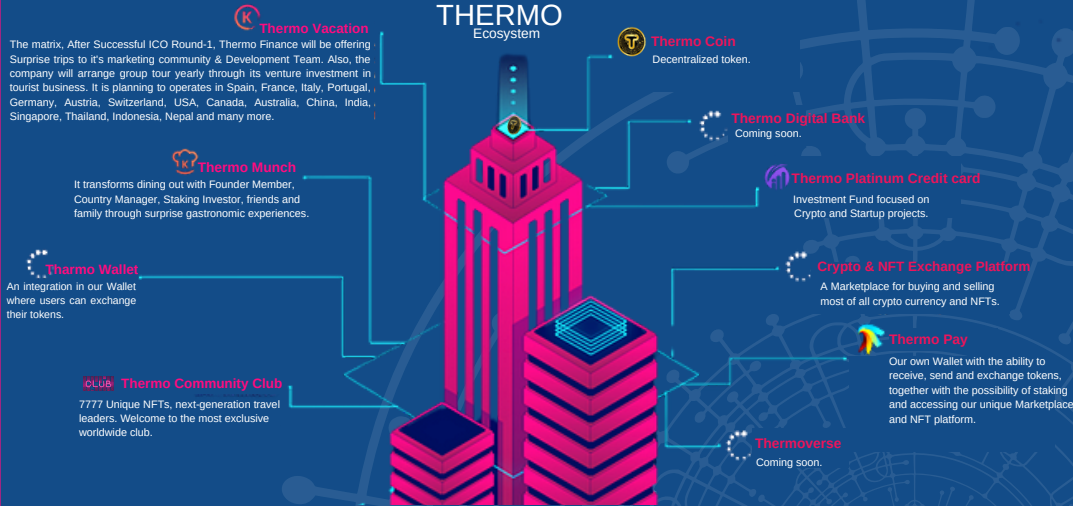 THERMO
Ecosystem
K
Thermo Vacation
The matrix, After Successful ICO Round-1, Thermo Finance will be offering
Surprise trips to it's marketing community & Development Team. Also, the
company will arrange group tour yearly through its venture investment in
tourist business. It is planning to operates in Spain, France, Italy, Portugal,
Germany, Austria, Switzerland, USA, Canada, Australia, China, India,
Singapore, Thailand, Indonesia, Nepal and many more.
K
Thermo Munch
It transforms dining out with Founder Member,
Country Manager, Staking Investor, friends and
family through surprise gastronomic experiences.
Tharmo Wallet
An integration in our Wallet
where users can exchange
their tokens.
CLUB
Thermo Community Club
7777 Unique NFTs, next-generation travel
leaders. Welcome to the most exclusive
worldwide club.
Thermo Coin
Decentralized token.
Thermo Digital Bank
Coming soon.
Thermo Platinum Credit card
Investment Fund focused on
Crypto and Startup projects.
Crypto & NFT Exchange Platform
A Marketplace for buying and selling
most of all crypto currency and NFTs.
Thermo Pay
Our own Wallet with the ability to
receive, send and exchange tokens,
together with the possibility of staking
and accessing our unique Marketplace
and NFT platform.
Thermoverse
Coming soon.